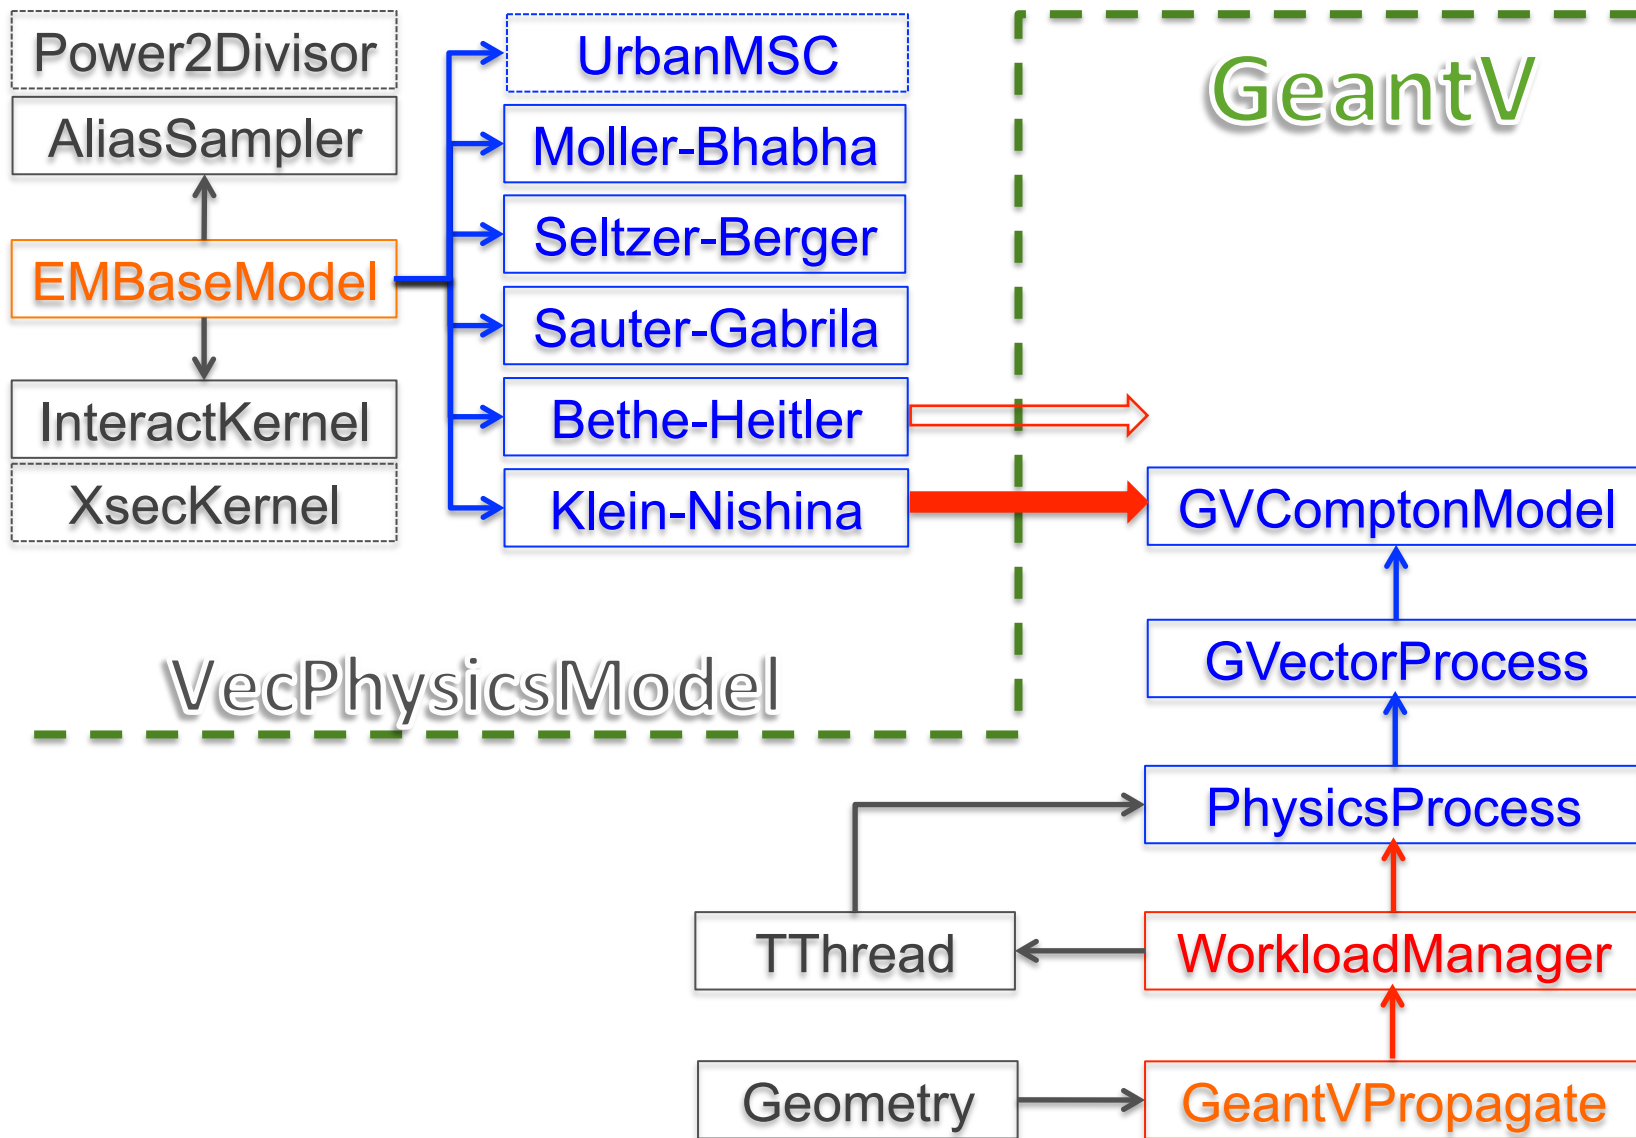 Power2Divisor
AliasSampler
EMBaseModel
InteractKernel
XsecKernel
UrbanMSC
Moller-Bhabha
Seltzer-Berger
Sauter-Gabrila
Bethe-Heitler
Klein-Nishina
VecPhysicsModel
GeantV
GVComptonModel
GVectorProcess
PhysicsProcess
TThread
WorkloadManager
Geometry
GeantVPropagate